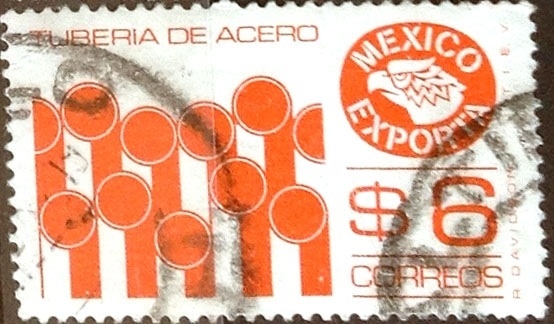 TUBERIA DE ACERO
MEXICO
EXPORTA
$6
CORREOS